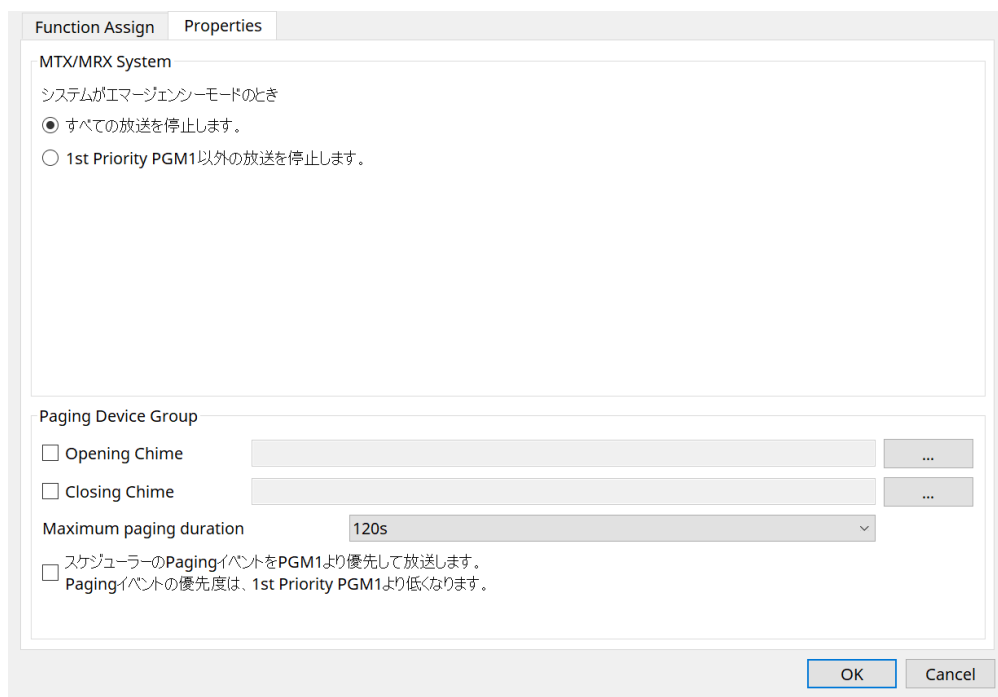 Function Assign
Properties
MTX/MRX System
システムがエマージェンシーモードのとき
すべての放送を停止します。
1st Priority PGM1以外の放送を停止します。
Paging Device Group
Opening Chime
...
Closing Chime
...
Maximum paging duration
120s
スケジューラーのPagingイベントをPGM1より優先して放送します。
Pagingイベントの優先度は、1st Priority PGM1より低くなります。
OK
Cancel